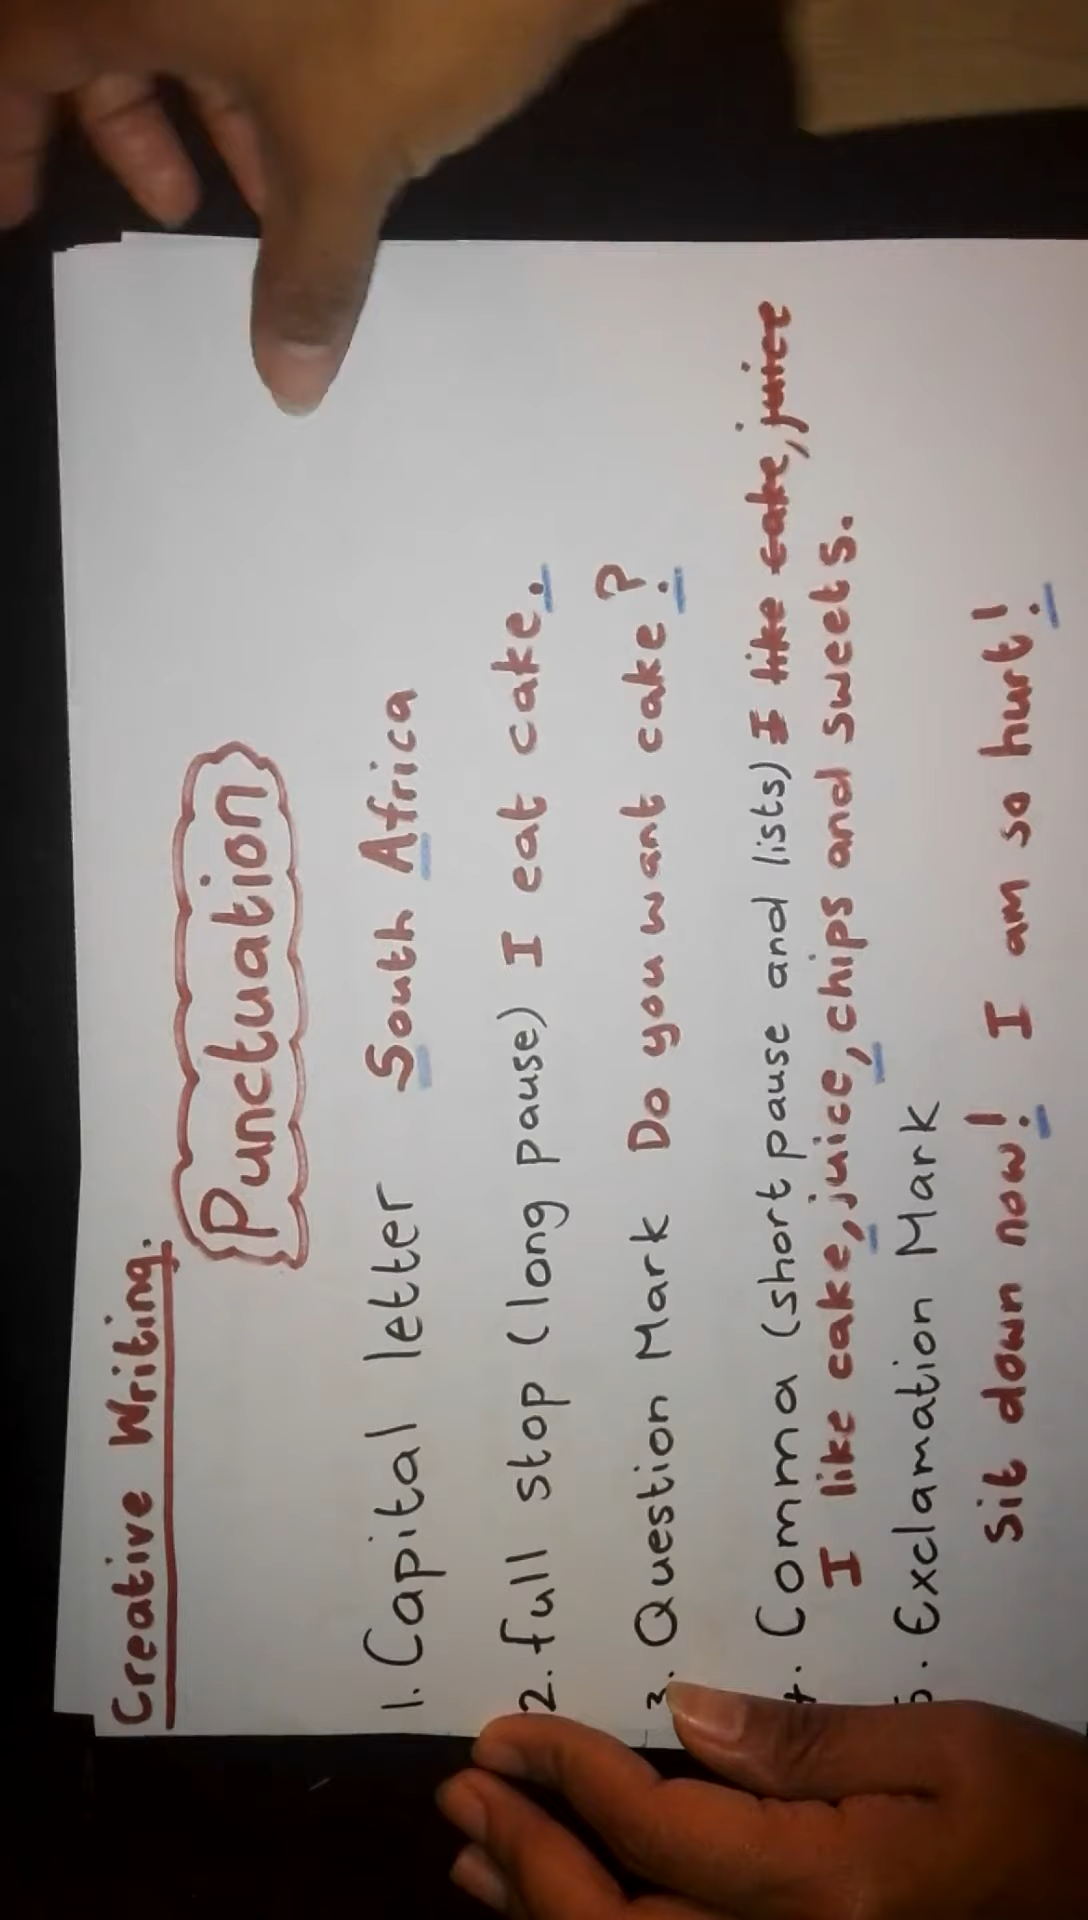 Creative Writing.
Punctuation
1. Capital letter South Africa
2. full stop (long pause) I eat cake.
3. Question Mark Do you want cake?
4. Comma (short pause and lists) I like cake, juice
I like cake, juice, chips and sweets.
5. Exclamation Mark
Sit down now! I am so hurt!